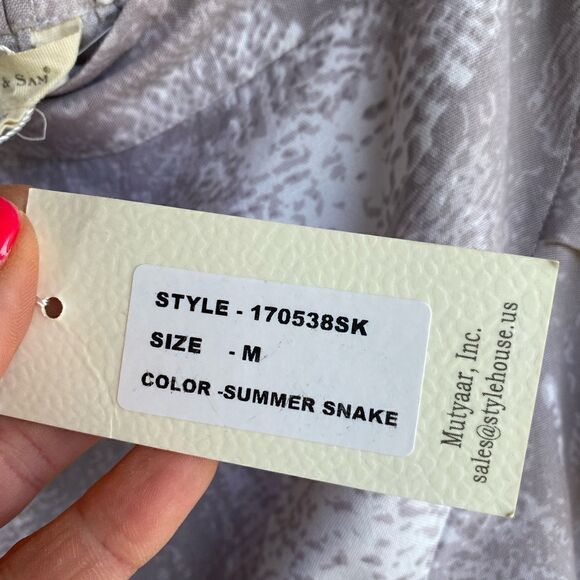 & SAM®
STYLE - 170538SK
SIZE - M
COLOR -SUMMER SNAKE
Mutyaar, Inc.
sales@stylehouse.us